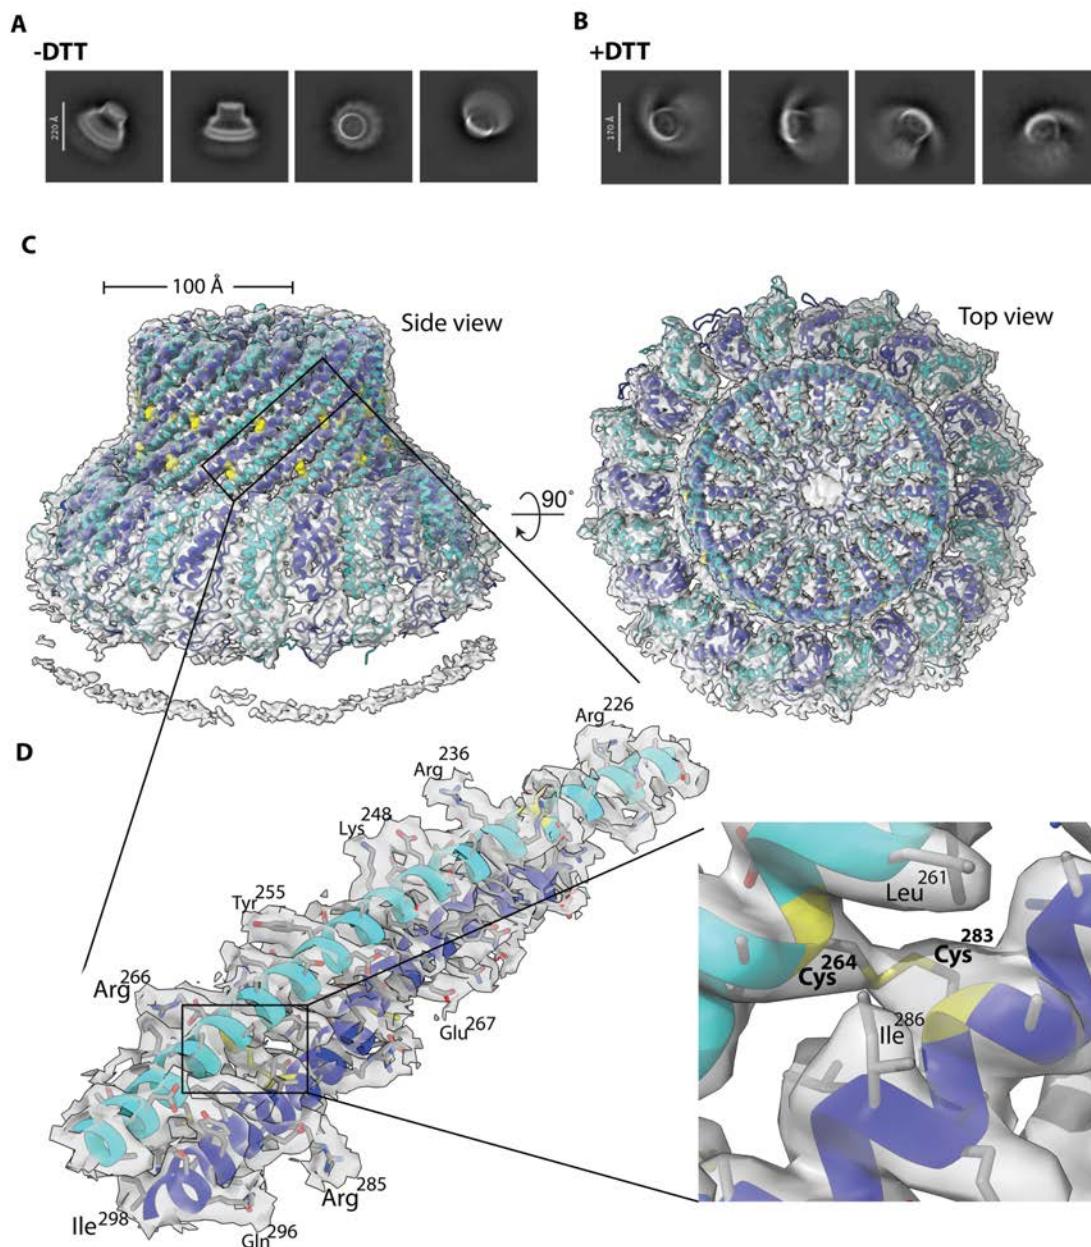 A
-DTT
220 Å
B
+DTT
170 Å
C
100 Å
Side view
Top view
90°
D
Arg226
Arg236
Lys248
Tyr255
Arg266
Glu267
Arg285
Gln296
Ile298
Leu261
Cys283
Cys264
Ile286